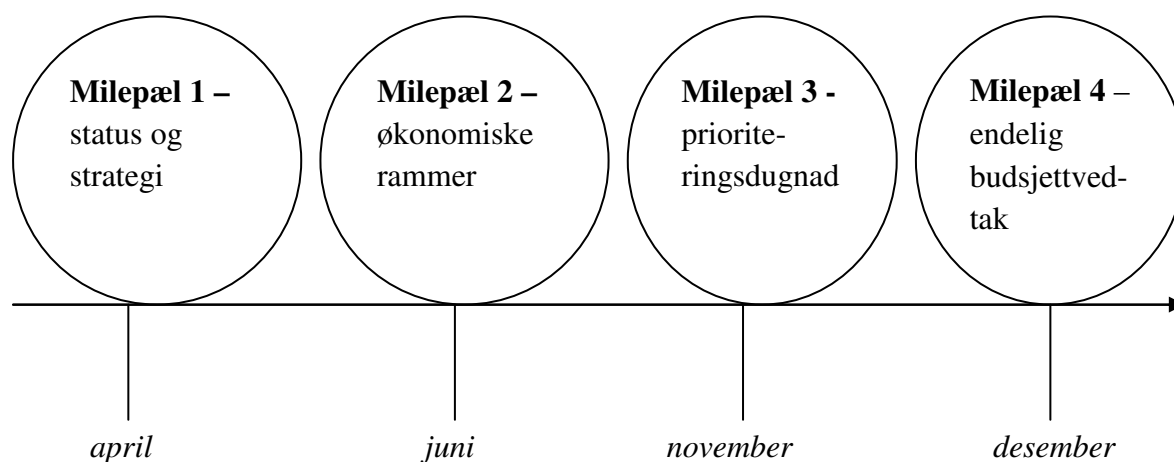 Milepæl 1 –
status og
strategi
Milepæl 2 –
økonomiske
rammer
Milepæl 3 -
priorite-
ringsdugnad
Milepæl 4 –
endelig
budsjettved-
tak
april
juni
november
desember